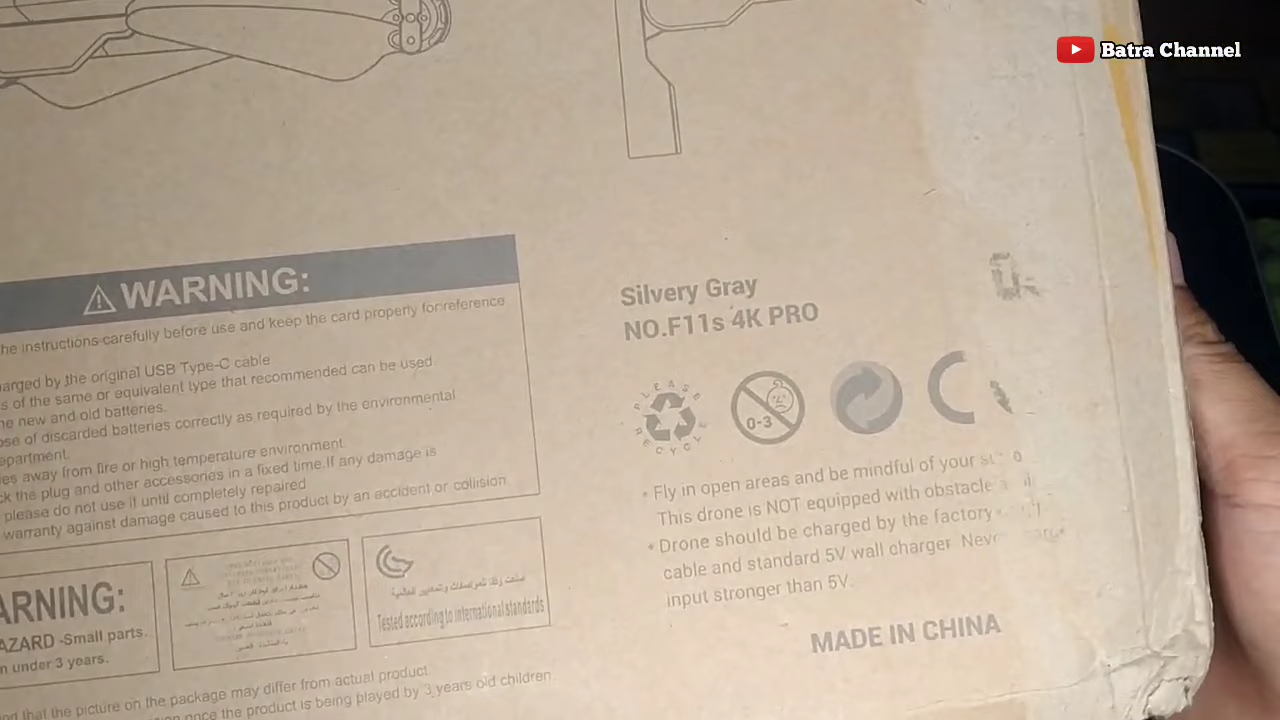 Batra Channel
WARNING:
he instructions carefully before use and keep the card properly for reference
arged by the original USB Type-C cable
s of the same or equivalent type that recommended can be used.
he new and old batteries.
ose of discarded batteries correctly as required by the environmental
epartment.
es away from fire or high temperature environment.
ck the plug and other accessories in a fixed time.If any damage is
please do not use it until completely repaired
warranty against damage caused to this product by an accident or collision
ARNING:
AZARD -Small parts.
n under 3 years.
Tested according to international standards
nd that the picture on the package may differ from actual product.
once the product is being played by 3 years old children.
Silvery Gray
NO.F11s 4K PRO
PLEASE RECYCLE
0-3
CE
• Fly in open areas and be mindful of your
This drone is NOT equipped with obstacle
• Drone should be charged by the factory
cable and standard 5V wall charger. Never
input stronger than 5V.
MADE IN CHINA